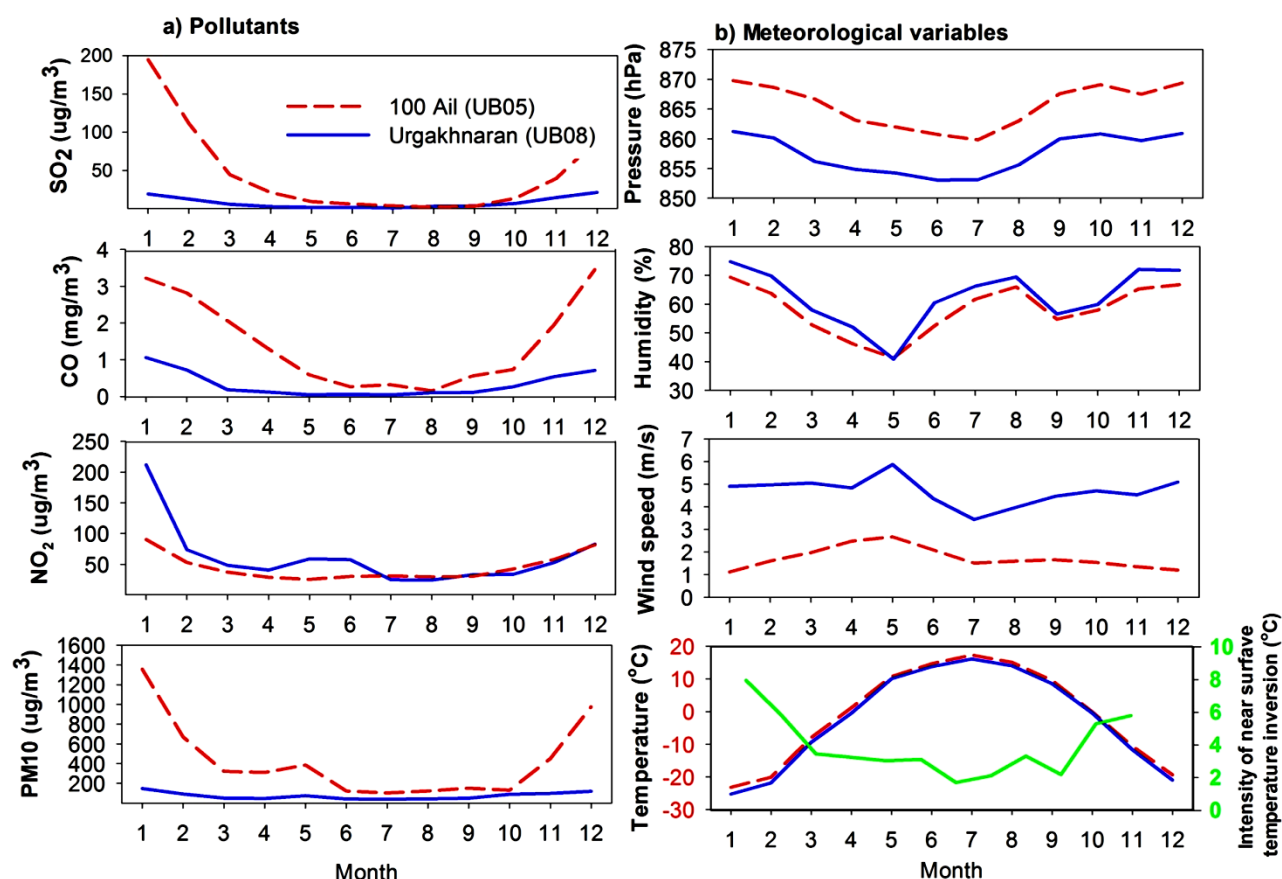 a) Pollutants
SO2 (ug/m3)
200
150
100
50
100 Ail (UB05)
Urgakhnaran (UB08)
1 2 3 4 5 6 7 8 9 10 11 12
CO (mg/m3)
4
3
2
1
0
1 2 3 4 5 6 7 8 9 10 11 12
NO2 (ug/m3)
250
200
150
100
50
1 2 3 4 5 6 7 8 9 10 11 12
PM10 (ug/m3)
1600
1400
1200
1000
800
600
400
200
1 2 3 4 5 6 7 8 9 10 11 12
Month
b) Meteorological variables
Pressure (hPa)
875
870
865
860
855
850
1 2 3 4 5 6 7 8 9 10 11 12
Humidity (%)
80
70
60
50
40
30
1 2 3 4 5 6 7 8 9 10 11 12
Wind speed (m/s)
7
6
5
4
3
2
1
0
1 2 3 4 5 6 7 8 9 10 11 12
Temperature (°C)
20
10
0
-10
-20
-30
10
8
6
4
2
0
Intensity of near surfave
temperature inversion (°C)
1 2 3 4 5 6 7 8 9 10 11 12
Month